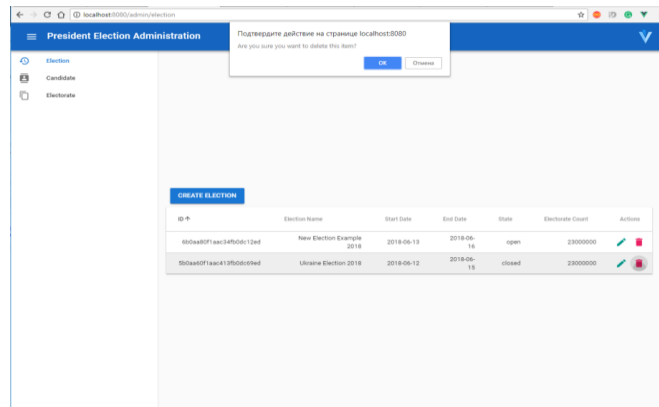 localhost:8080/admin/election
President Election Administration
Подтвердите действие на странице localhost:8080
Are you sure you want to delete this item?
ОК Отмена
Election
Candidate
Electorate
CREATE ELECTION
ID Election Name Start Date End Date State Electorate Count Actions
New Election Example
2018
2018-06-13
2018-06-
16
open 23000000
Ukraine Election 2018 2018-06-12
2018-06-
15
closed 23000000